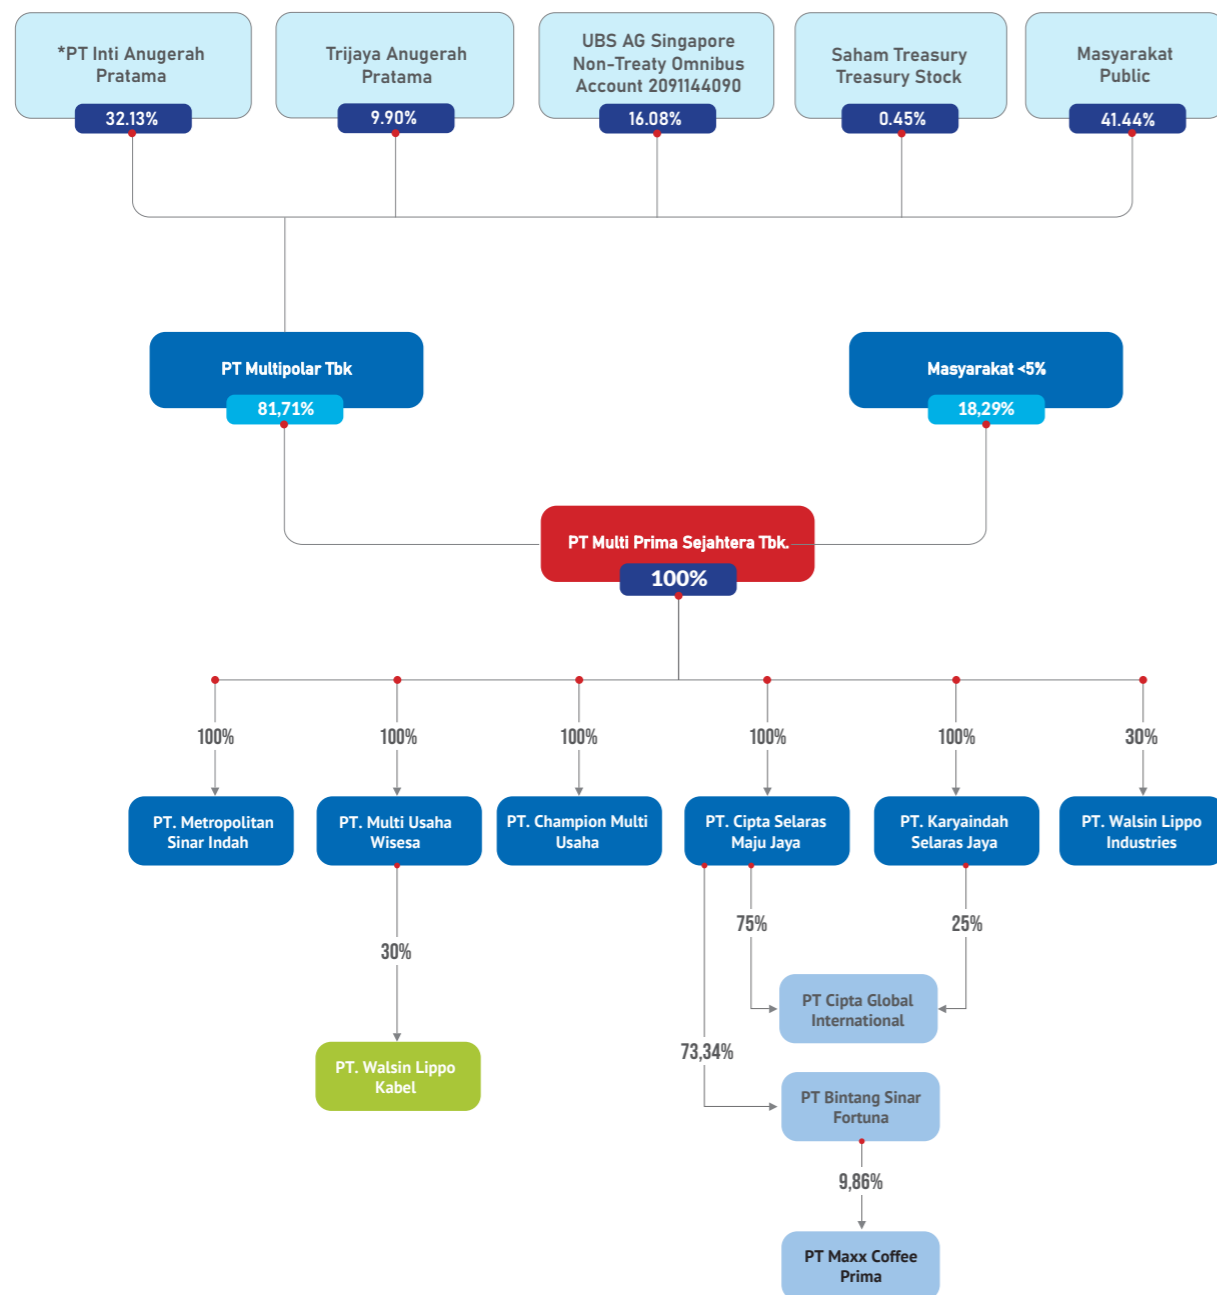 *PT Inti Anugerah
Pratama
32.13%
Trijaya Anugerah
Pratama
9.90%
UBS AG Singapore
Non-Treaty Omnibus
Account 2091144090
16.08%
Saham Treasury
Treasury Stock
0.45%
Masyarakat
Public
41.44%
PT Multipolar Tbk
81,71%
Masyarakat <5%
18,29%
PT Multi Prima Sejahtera Tbk.
100%
100%
100%
100%
100%
100%
30%
PT. Metropolitan
Sinar Indah
PT. Multi Usaha
Wisesa
PT. Champion Multi
Usaha
PT. Cipta Selaras
Maju Jaya
PT. Karyaindah
Selaras Jaya
PT. Walsin Lippo
Industries
30%
75%
25%
PT Cipta Global
International
73,34%
PT. Walsin Lippo
Kabel
PT Bintang Sinar
Fortuna
9,86%
PT Maxx Coffee
Prima